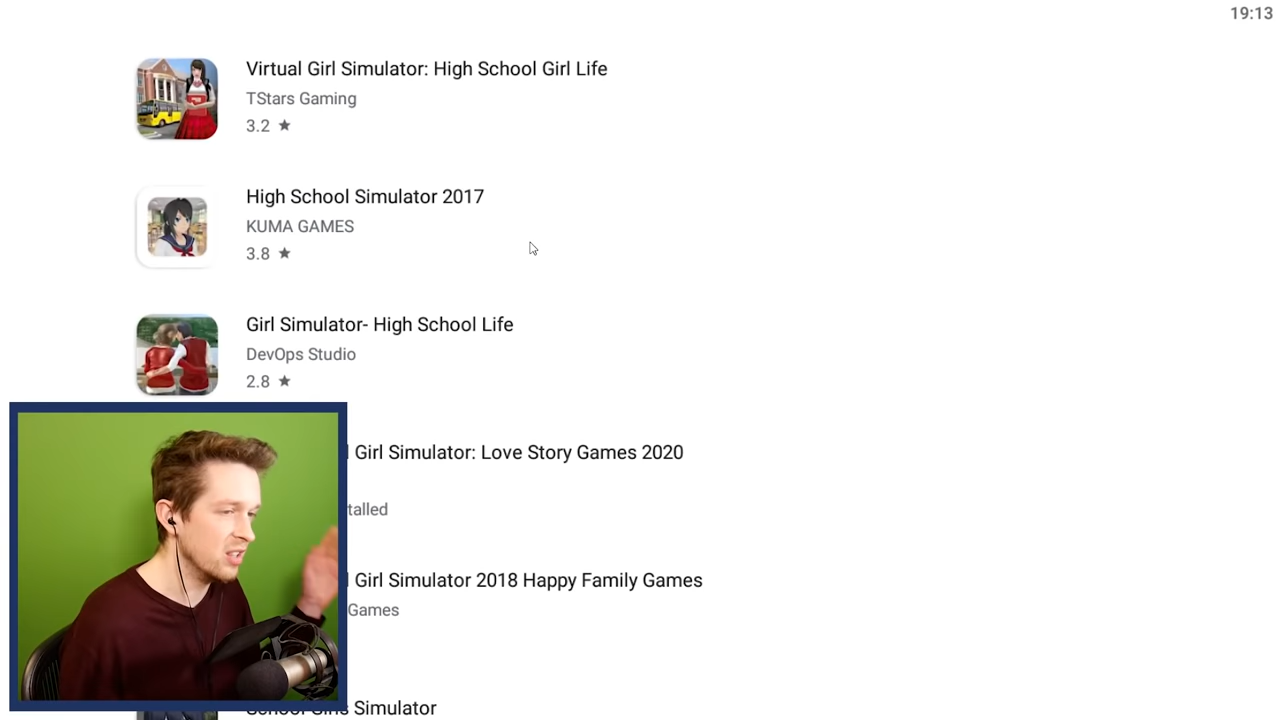 19:13
Virtual Girl Simulator: High School Girl Life
TStars Gaming
3.2 ★
High School Simulator 2017
KUMA GAMES
3.8 ★
Girl Simulator- High School Life
DevOps Studio
2.8 ★
Girl Simulator: Love Story Games 2020
talled
Girl Simulator 2018 Happy Family Games
Games
School Girls Simulator